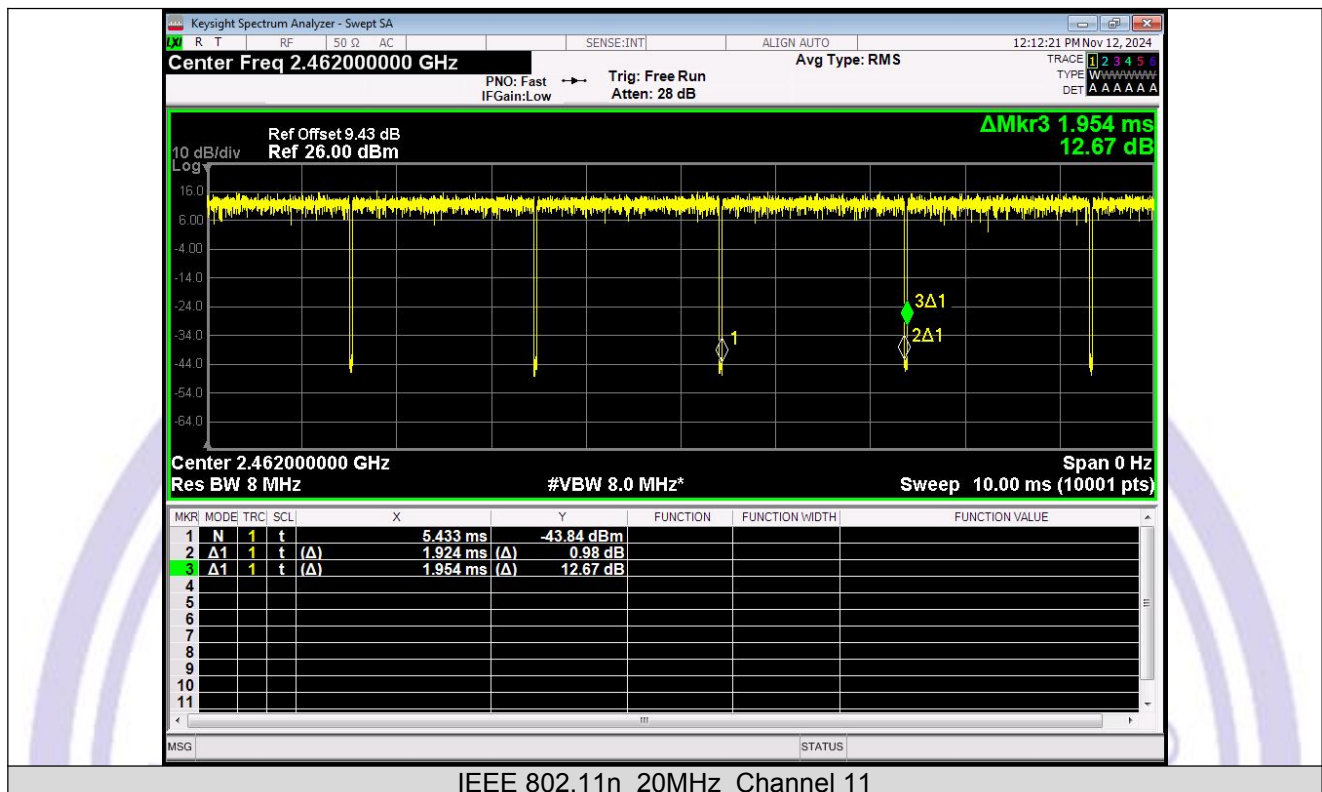 Keysight Spectrum Analyzer - Swept SA
LXI R T RF 50 Ω AC SENSE:INT ALIGN AUTO 12:12:21 PM Nov 12, 2024
Center Freq 2.462000000 GHz Avg Type: RMS TRACE 1 2 3 4 5 6
PNO: Fast Trig: Free Run TYPE WWWWWWW
IFGain:Low Atten: 28 dB DET A A A A A A
ΔMkr3 1.954 ms
Ref Offset 9.43 dB
10 dB/div Ref 26.00 dBm 12.67 dB
Log
16.0
6.00
-4.00
-14.0
-24.0
3Δ1
-34.0
1
2Δ1
-44.0
-54.0
-64.0
Center 2.462000000 GHz Span 0 Hz
Res BW 8 MHz #VBW 8.0 MHz* Sweep 10.00 ms (10001 pts)
MKR MODE TRC SCL X Y FUNCTION FUNCTION WIDTH FUNCTION VALUE
1 N 1 t 5.433 ms -43.84 dBm
2 Δ1 1 t (Δ) 1.924 ms (Δ) 0.98 dB
3 Δ1 1 t (Δ) 1.954 ms (Δ) 12.67 dB
4
5
6
7
8
9
10
11
MSG STATUS
IEEE 802.11n_20MHz_Channel 11